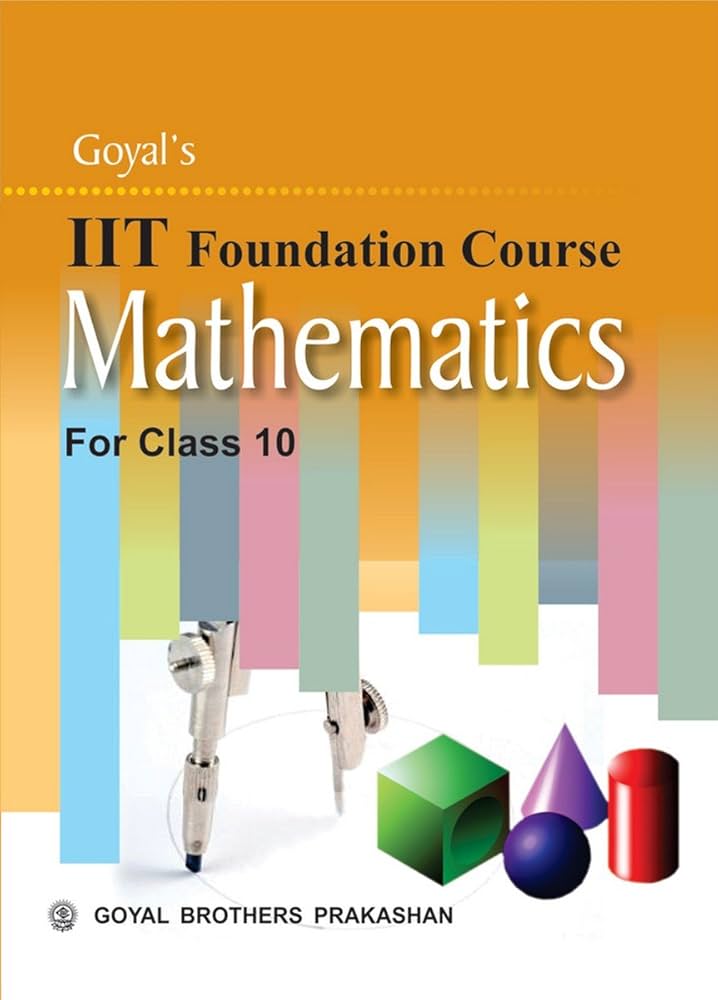 Goyal's
IIT Foundation Course
Mathematics
For Class 10
GOYAL BROTHERS PRAKASHAN